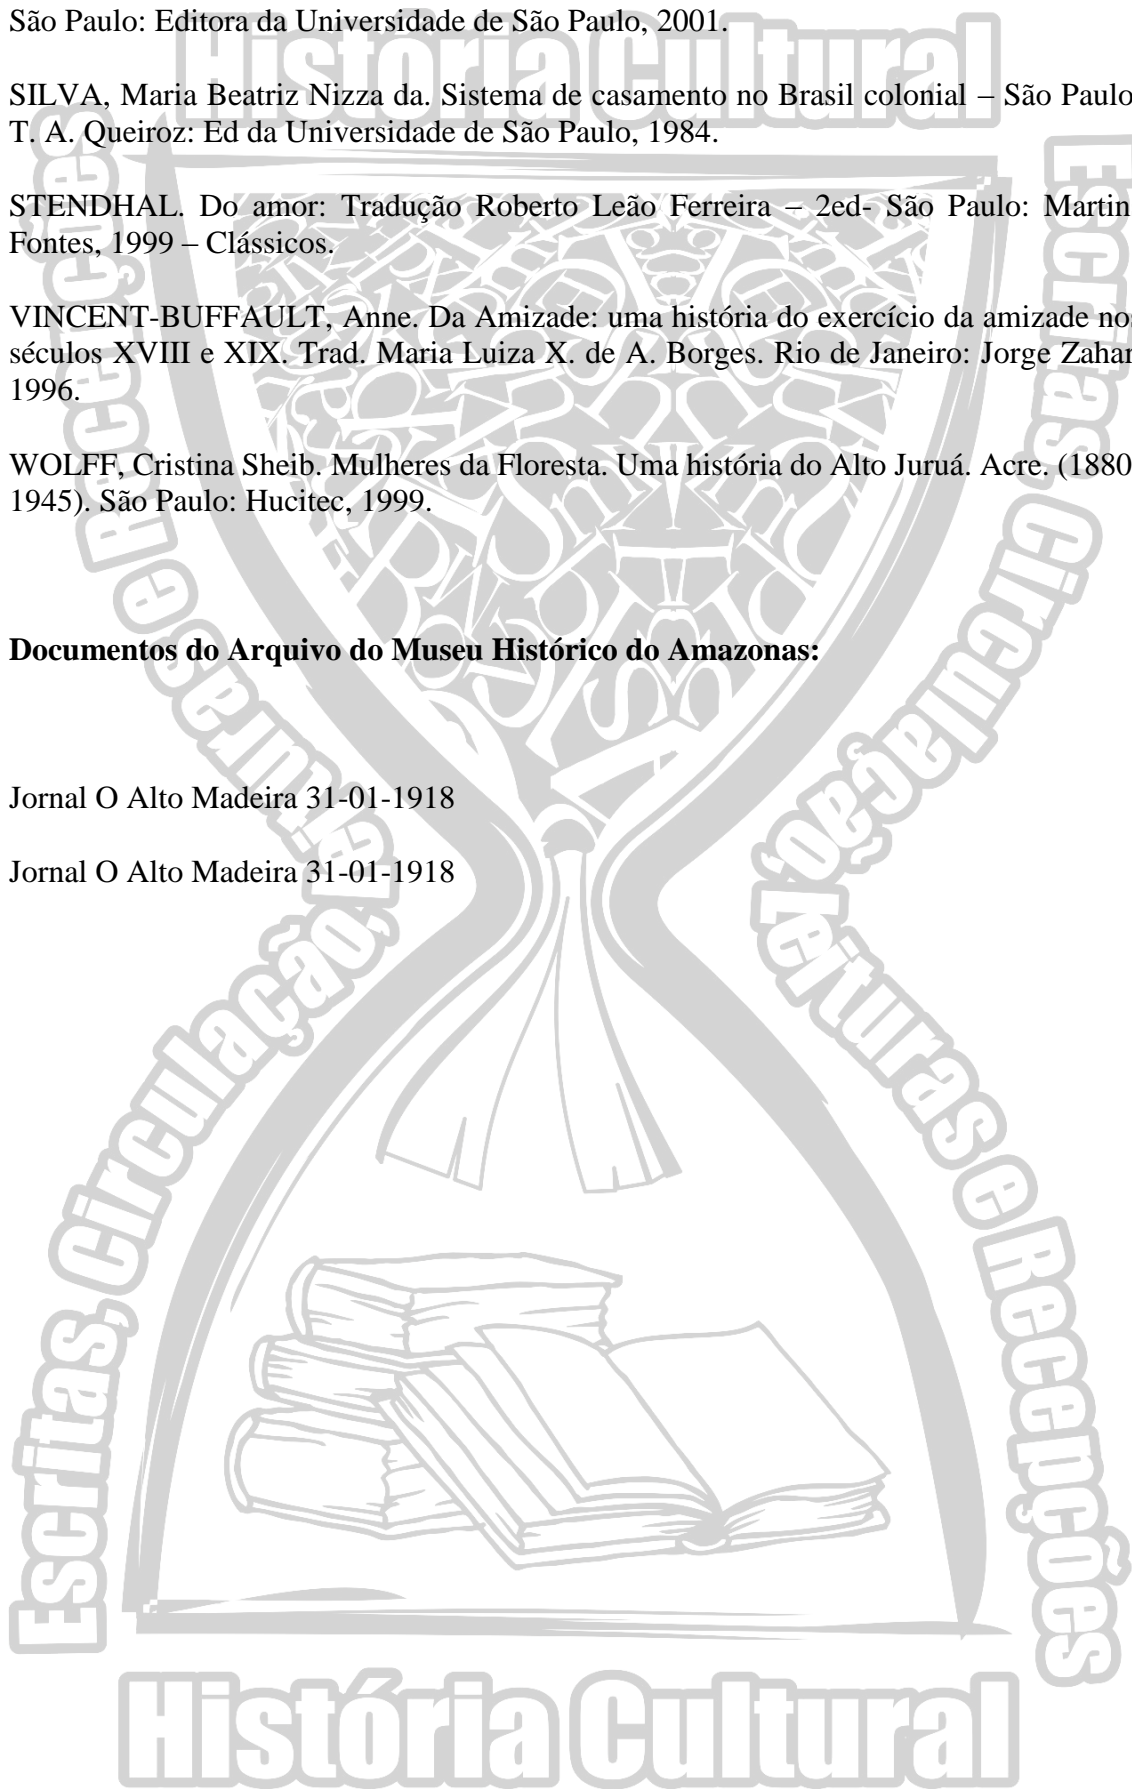 São Paulo: Editora da Universidade de São Paulo, 2001.
SILVA, Maria Beatriz Nizza da. Sistema de casamento no Brasil colonial – São Paulo
T. A. Queiroz: Ed da Universidade de São Paulo, 1984.
STENDHAL. Do amor: Tradução Roberto Leão Ferreira – 2ed- São Paulo: Martin
Fontes, 1999 – Clássicos.
VINCENT-BUFFAULT, Anne. Da Amizade: uma história do exercício da amizade nos
séculos XVIII e XIX. Trad. Maria Luiza X. de A. Borges. Rio de Janeiro: Jorge Zahar
1996.
WOLFF, Cristina Sheib. Mulheres da Floresta. Uma história do Alto Juruá. Acre. (1880
1945). São Paulo: Hucitec, 1999.
Documentos do Arquivo do Museu Histórico do Amazonas:
Jornal O Alto Madeira 31-01-1918
Jornal O Alto Madeira 31-01-1918
História Cultural
Escritas, Circulação, Leituras e Recepções
Escritas Circulação, Leituras e Recepções
História Cultural